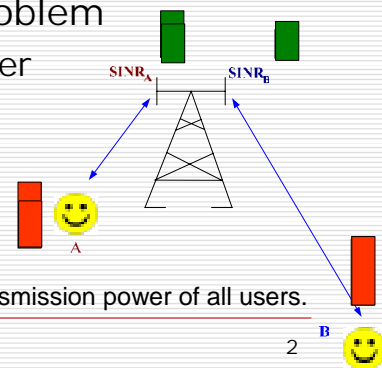 oblem
er
SINR_A
SINR_B
A
smission power of all users.
B
2